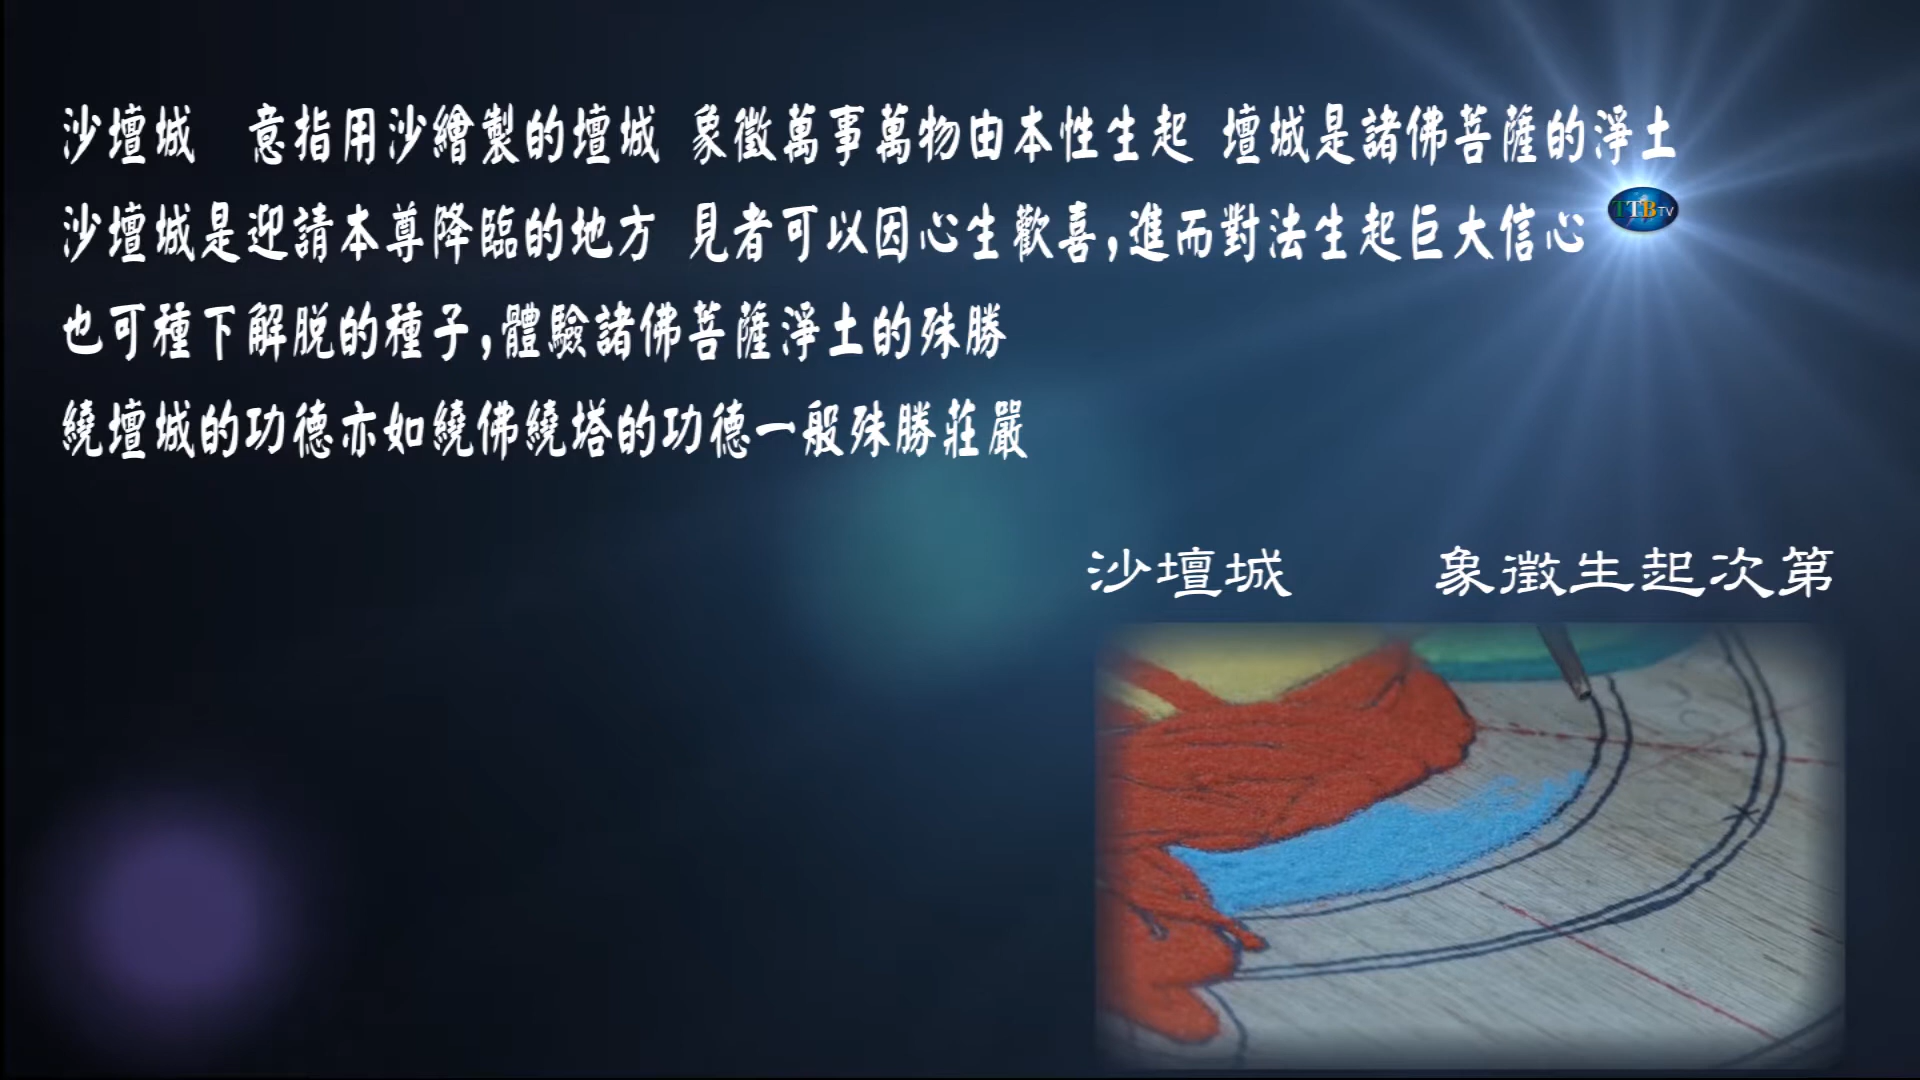 沙壇城　意指用沙繪製的壇城 象徵萬事萬物由本性生起 壇城是諸佛菩薩的淨土
沙壇城是迎請本尊降臨的地方 見者可以因心生歡喜,進而對法生起巨大信心
TTBTV
也可種下解脫的種子,體驗諸佛菩薩淨土的殊勝
繞壇城的功德亦如繞佛繞塔的功德一般殊勝莊嚴
沙壇城　　象徵生起次第